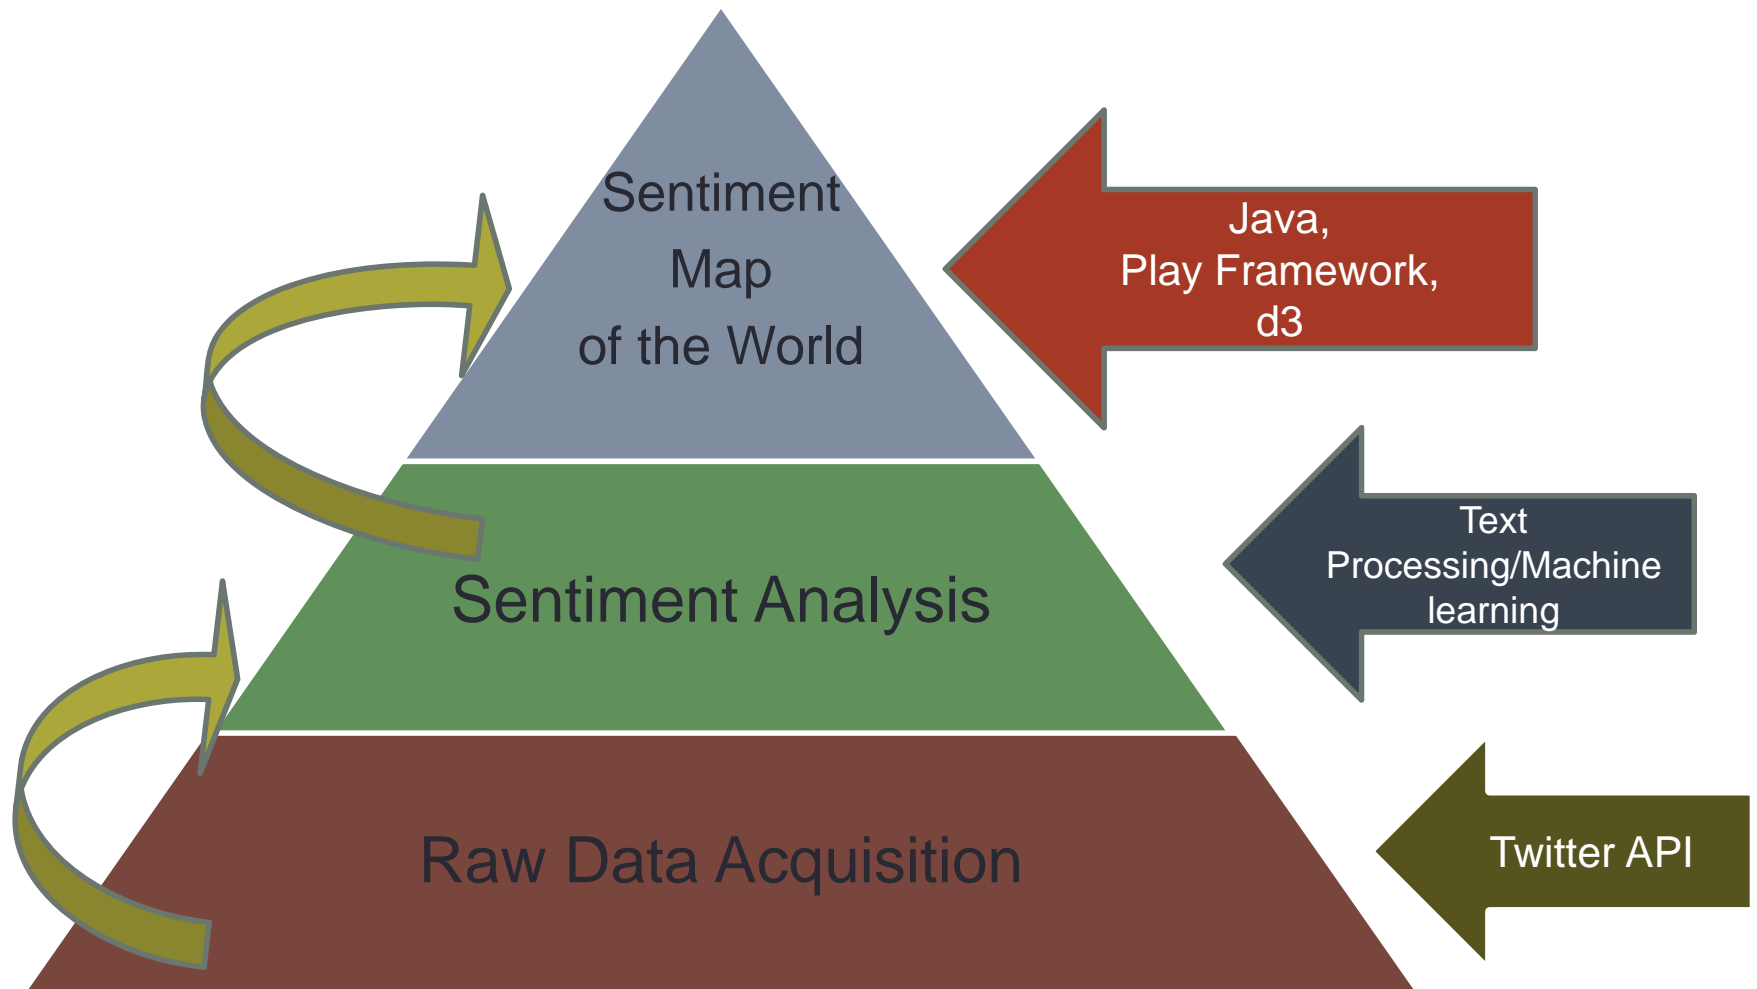 Sentiment
Map
of the World
Java,
Play Framework,
d3
Sentiment Analysis
Text
Processing/Machine
learning
Raw Data Acquisition
Twitter API